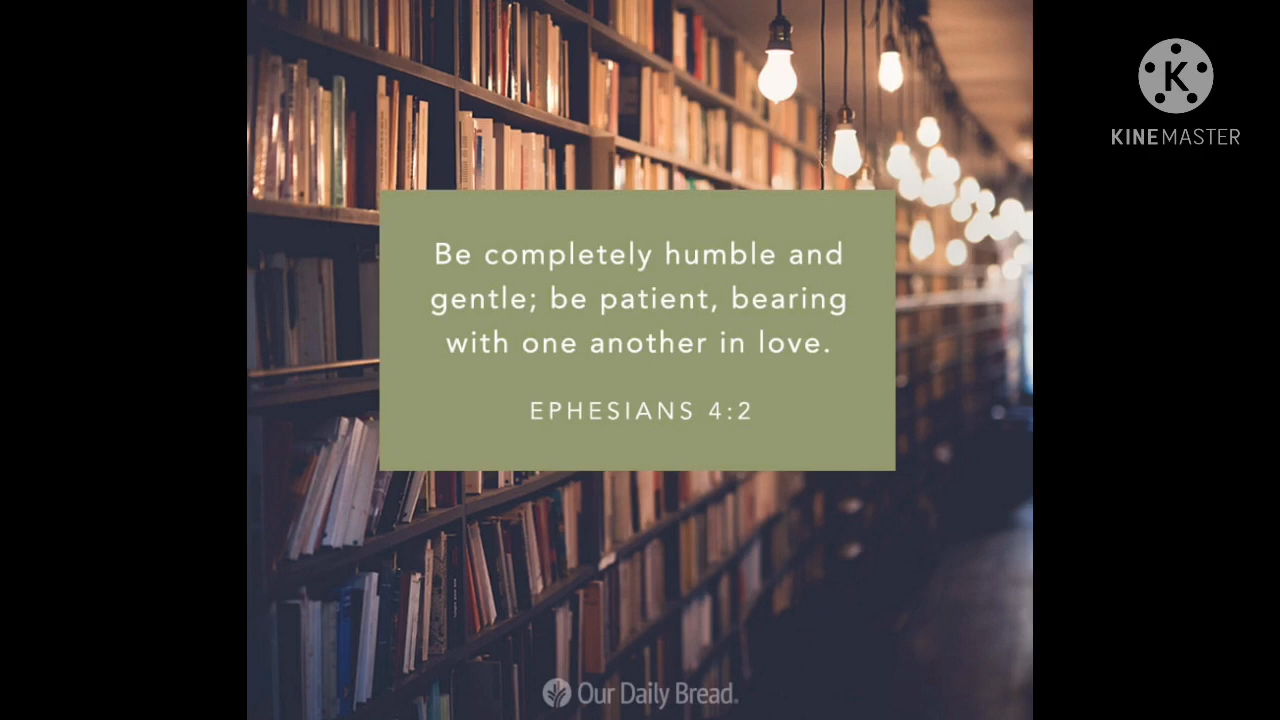 Be completely humble and
gentle; be patient, bearing
with one another in love.
EPHESIANS 4:2
Our Daily Bread.
K
KINEMASTER